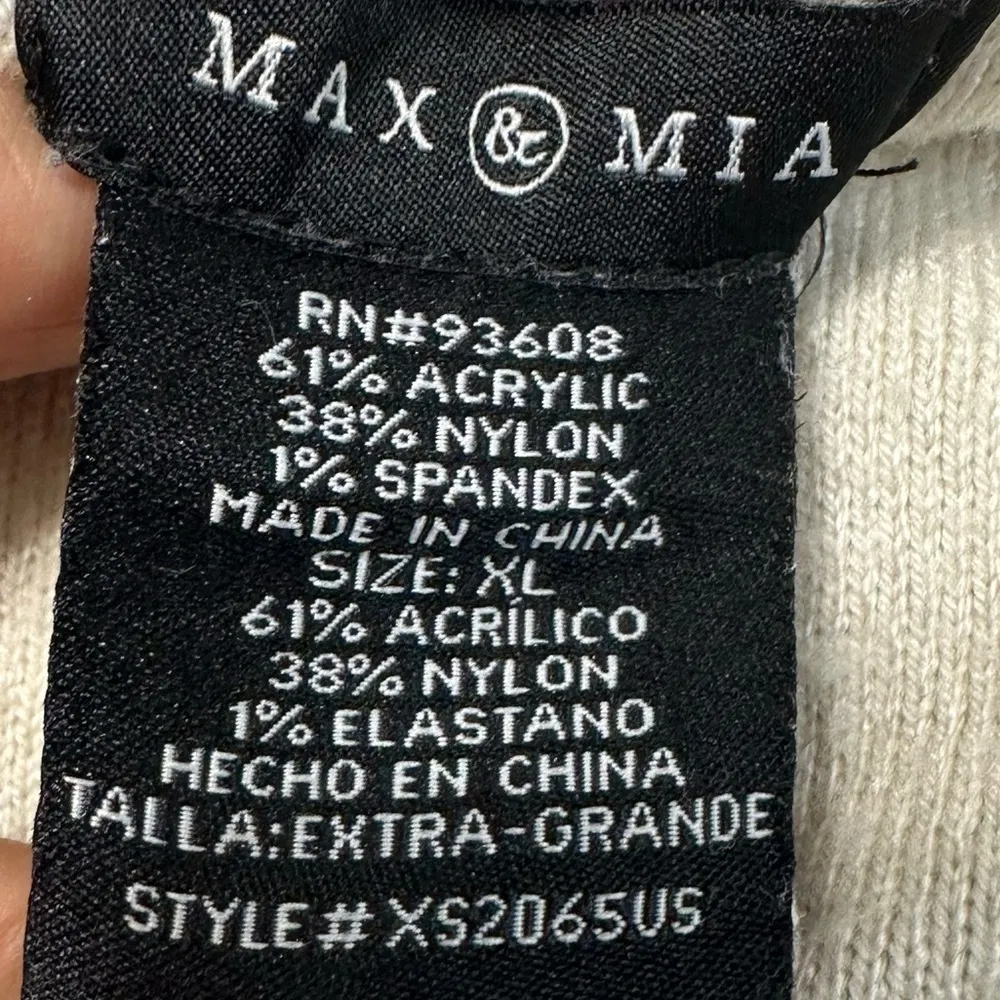 MAX & MIA
RN#93608
61% ACRYLIC
38% NYLON
1% SPANDEX
MADE IN CHINA
SIZE: XL
61% ACRÍLICO
38% NYLON
1% ELASTANO
HECHO EN CHINA
TALLA:EXTRA-GRANDE
STYLE#XS2065US